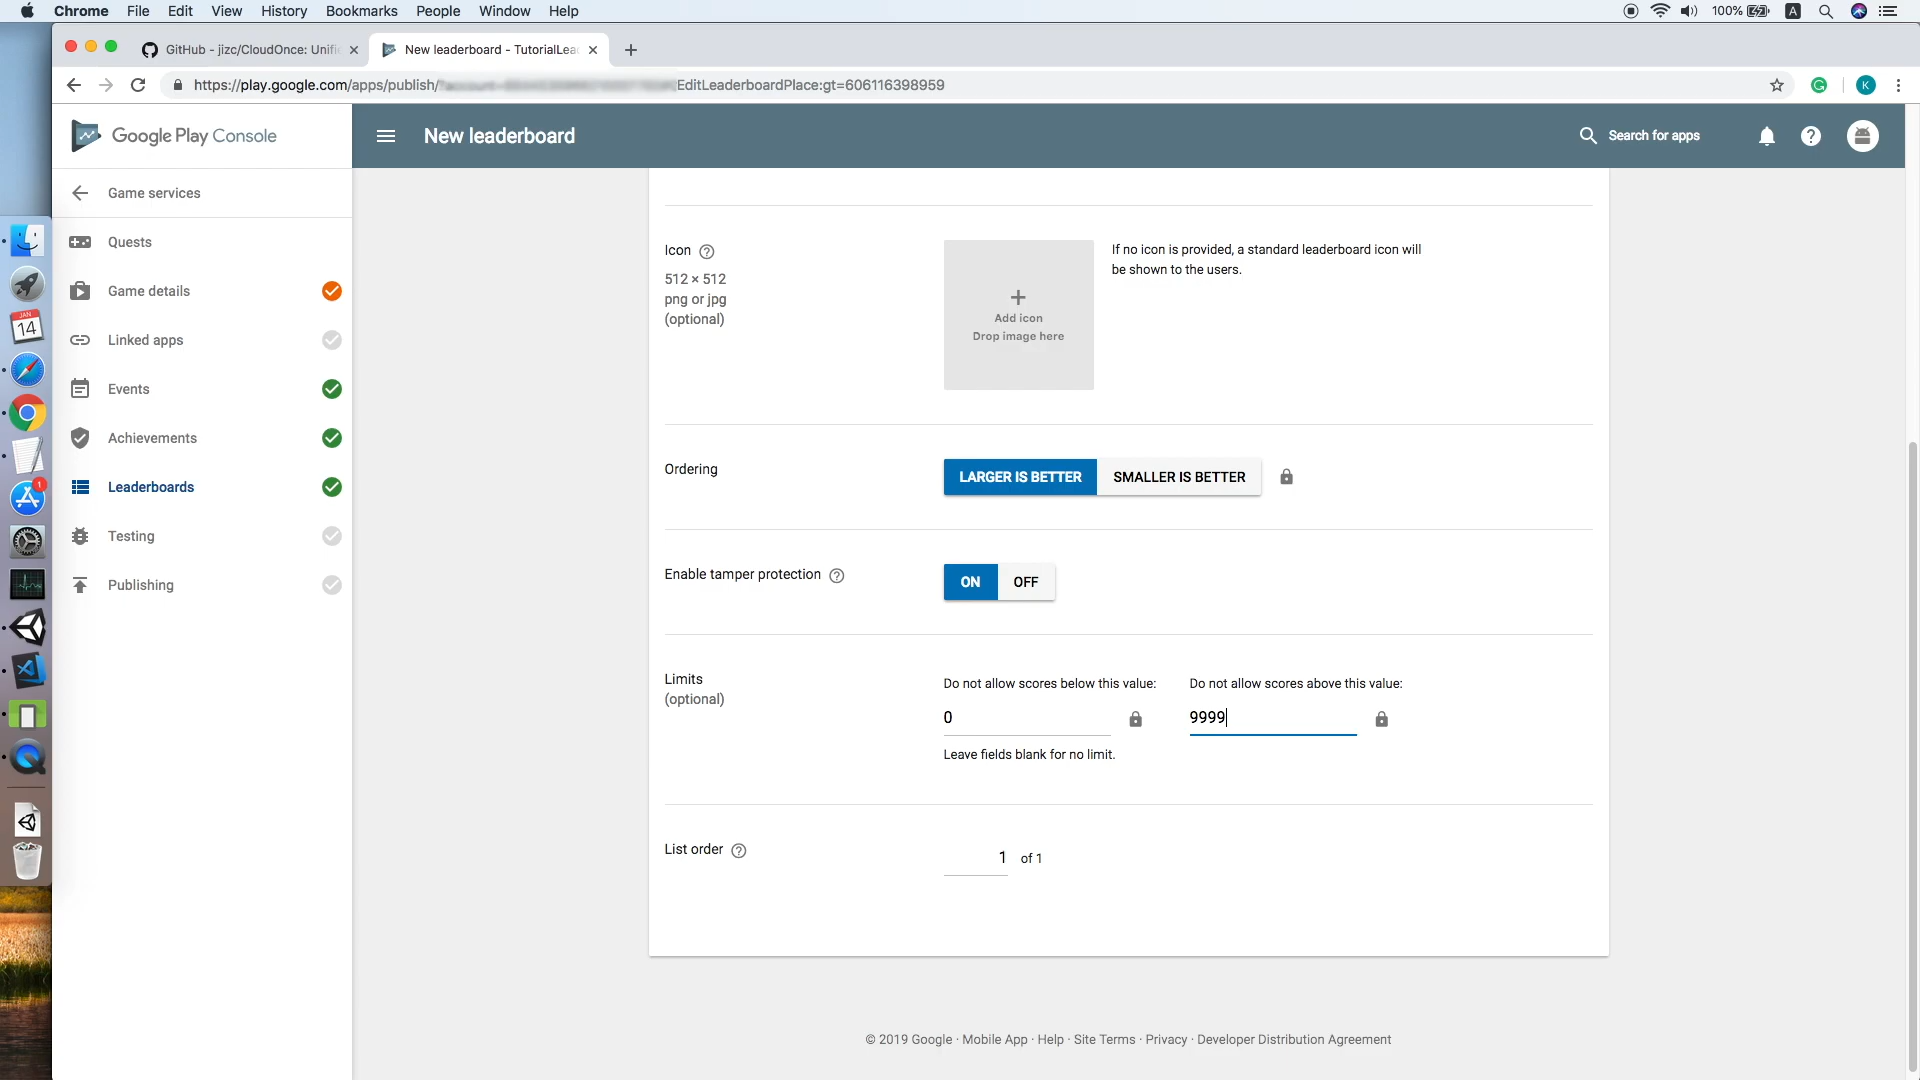 Chrome File Edit View History Bookmarks People Window Help
100% A
GitHub - jizc/CloudOnce: Unifi
New leaderboard - TutorialLea
https://play.google.com/apps/publish/
EditLeaderboardPlace:gt=606116398959
G
K
Google Play Console
New leaderboard
Search for apps
Game services
Quests
Game details
Linked apps
Events
Achievements
Leaderboards
Testing
Publishing
JAN
14
1
Icon
512 × 512
png or jpg
(optional)
Add icon
Drop image here
If no icon is provided, a standard leaderboard icon will
be shown to the users.
Ordering
LARGER IS BETTER
SMALLER IS BETTER
Enable tamper protection
ON
OFF
Limits
(optional)
Do not allow scores below this value:
Do not allow scores above this value:
0
9999
Leave fields blank for no limit.
List order
1 of 1
© 2019 Google · Mobile App · Help · Site Terms · Privacy · Developer Distribution Agreement